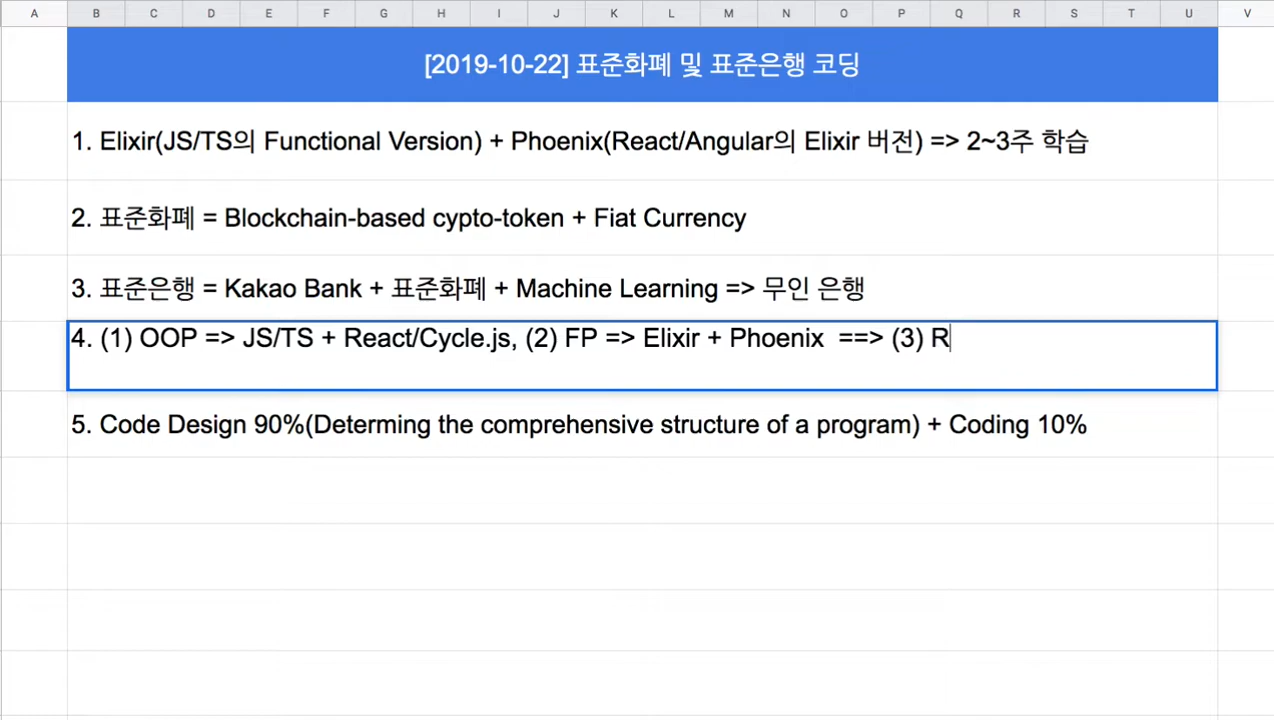 A B C D E F G H I J K L M N O P Q R S T U V
[2019-10-22] 표준화폐 및 표준은행 코딩
1. Elixir(JS/TS의 Functional Version) + Phoenix(React/Angular의 Elixir 버전) => 2~3주 학습
2. 표준화폐 = Blockchain-based cypto-token + Fiat Currency
3. 표준은행 = Kakao Bank + 표준화폐 + Machine Learning => 무인 은행
4. (1) OOP => JS/TS + React/Cycle.js, (2) FP => Elixir + Phoenix  ==> (3) R
5. Code Design 90%(Determing the comprehensive structure of a program) + Coding 10%